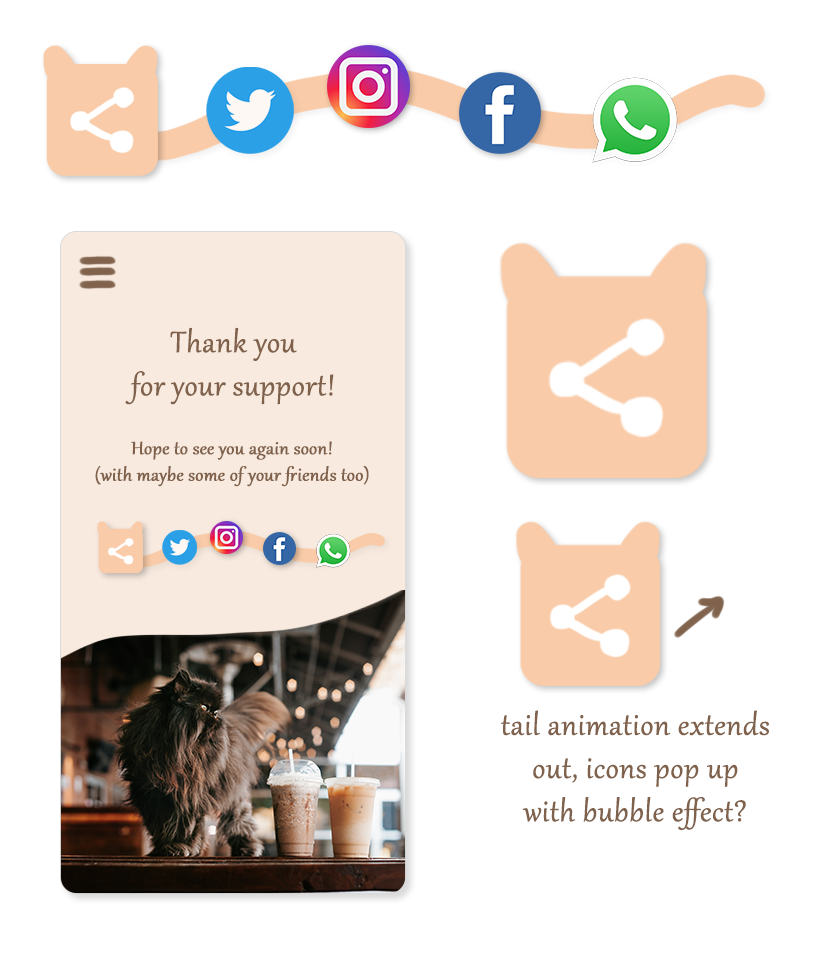 Thank you
for your support!
Hope to see you again soon!
(with maybe some of your friends too)
tail animation extends
out, icons pop up
with bubble effect?